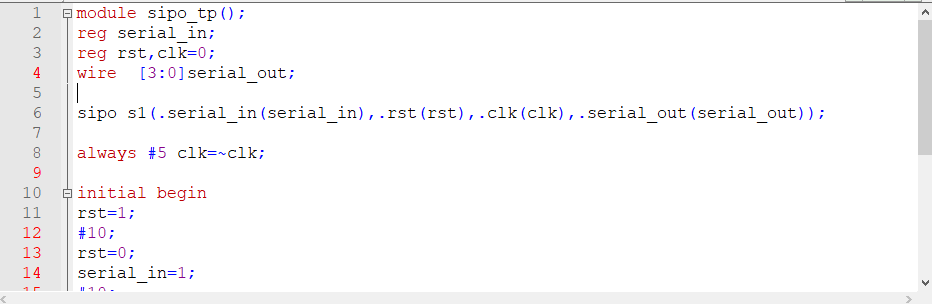 1 module sipo_tp();
2 reg serial_in;
3 reg rst,clk=0;
4 wire  [3:0]serial_out;
5
6 sipo s1(.serial_in(serial_in),.rst(rst),.clk(clk),.serial_out(serial_out));
7
8 always #5 clk=~clk;
9
10 initial begin
11 rst=1;
12 #10;
13 rst=0;
14 serial_in=1;
15 #10;